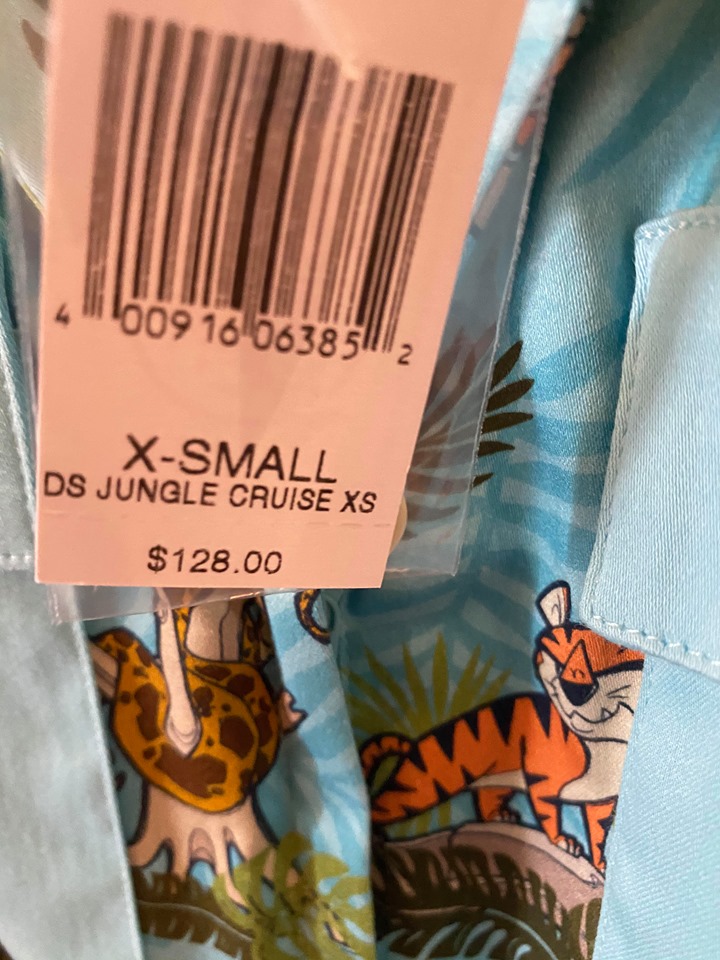 4 00916 06385 2
X-SMALL
DS JUNGLE CRUISE XS
$128.00